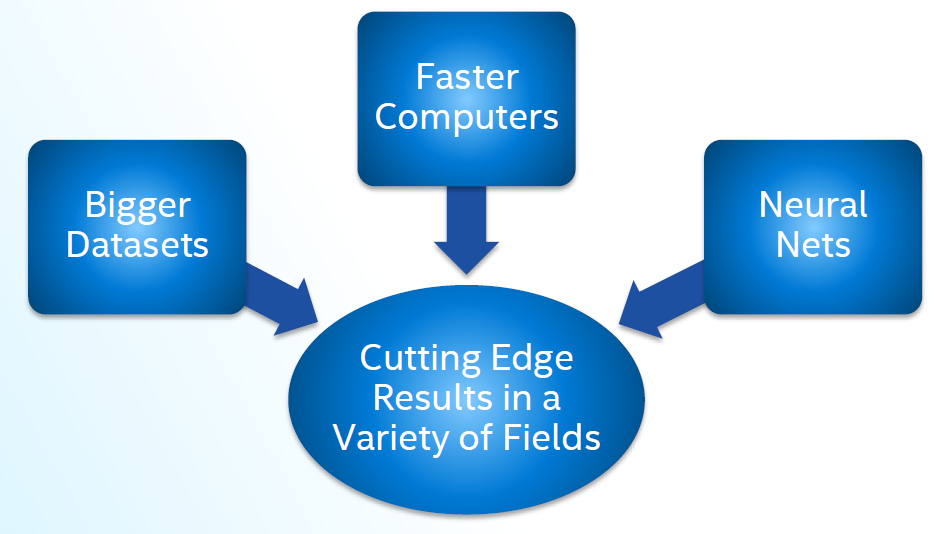 Faster
Computers
Bigger
Datasets
Neural
Nets
Cutting Edge
Results in a
Variety of Fields